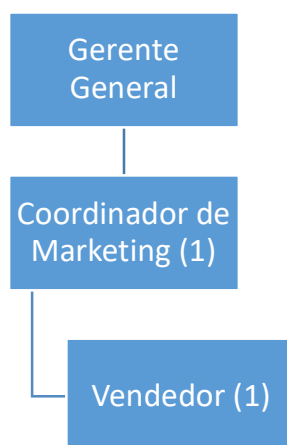 Gerente
General
Coordinador de
Marketing (1)
Vendedor (1)